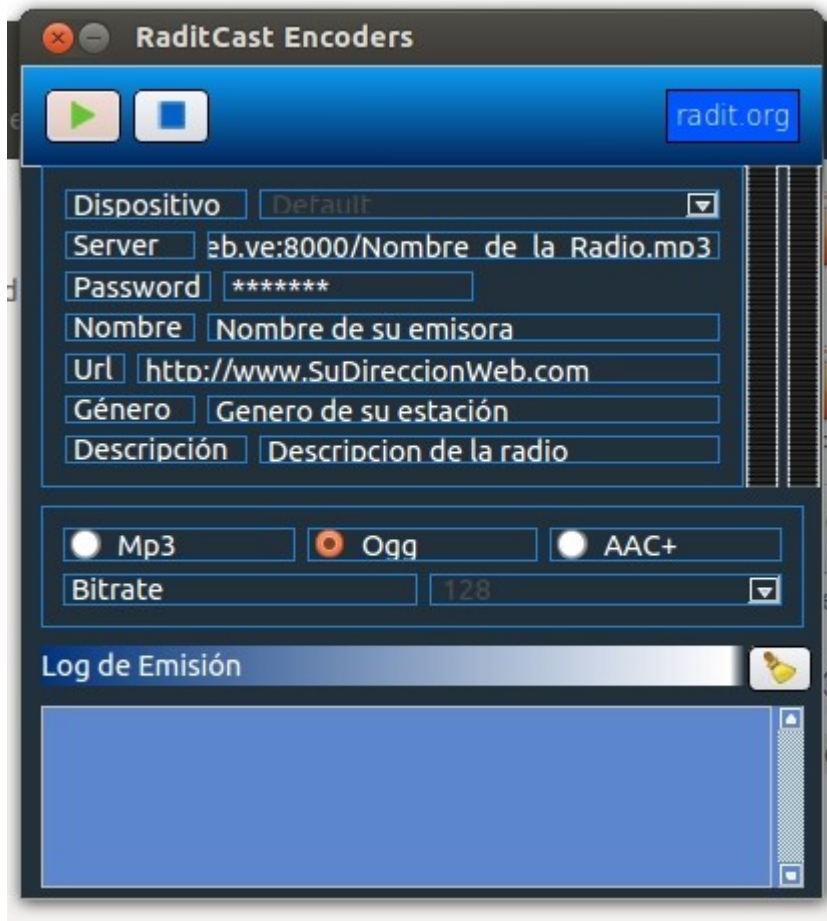 RaditCast Encoders
radit.org
Dispositivo Default
Server eb.ve:8000/Nombre_de_la_Radio.mp3
Password *******
Nombre Nombre de su emisora
Url http://www.SuDireccionWeb.com
Género Genero de su estación
Descripción Descripcion de la radio
Mp3 Ogg AAC+
Bitrate 128
Log de Emisión